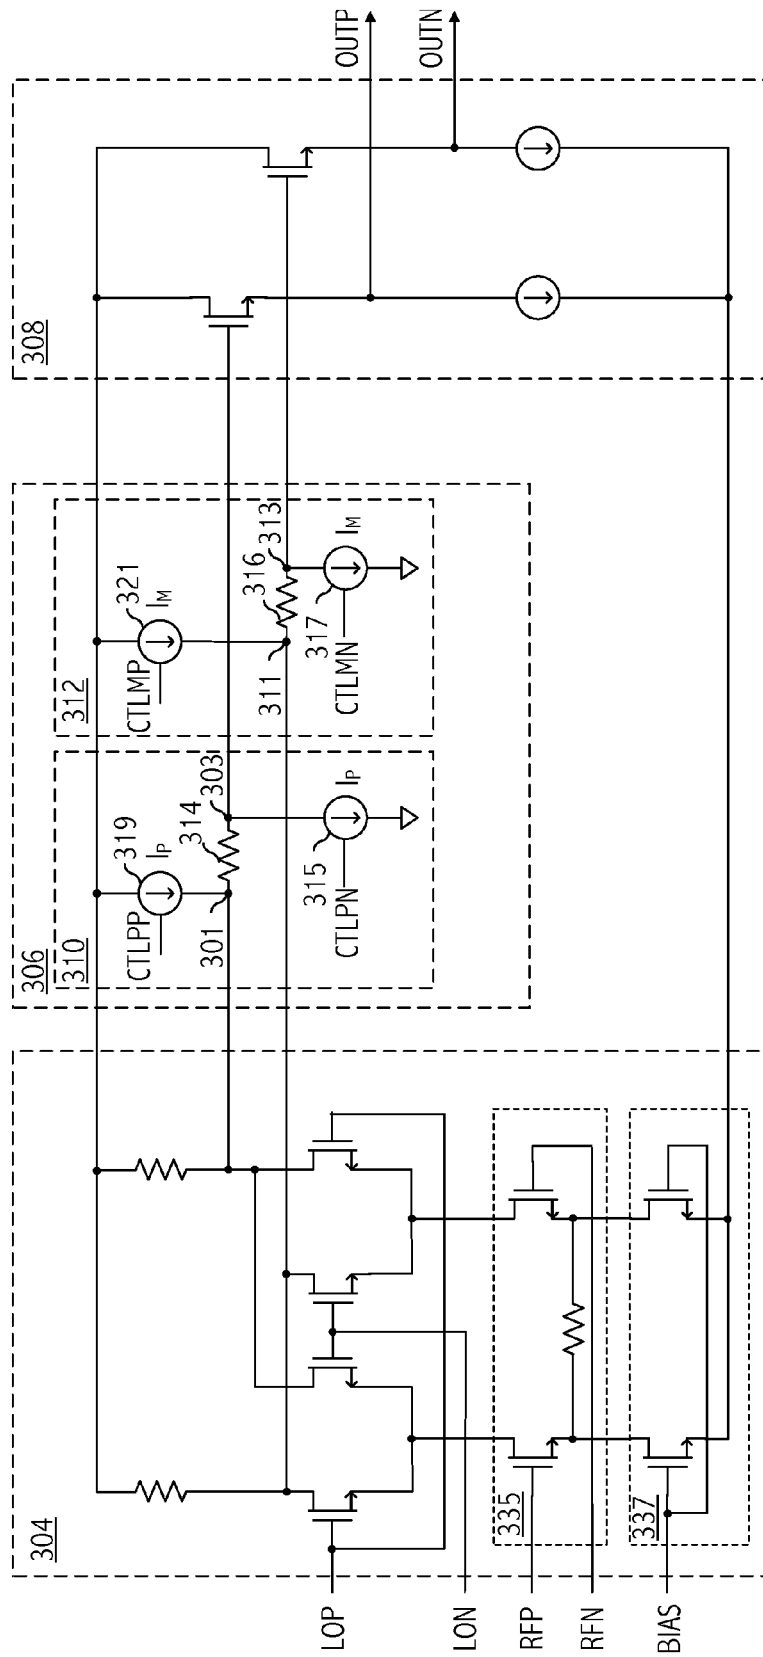 304
LOP
LON
RFP
RFN
BIAS
335
337
306
310
CTLPP
319
IP
301
314
303
315
CTLPN
IP
312
CTLMP
321
IM
311
316
313
317
CTLMN
IM
308
OUTP
OUTN